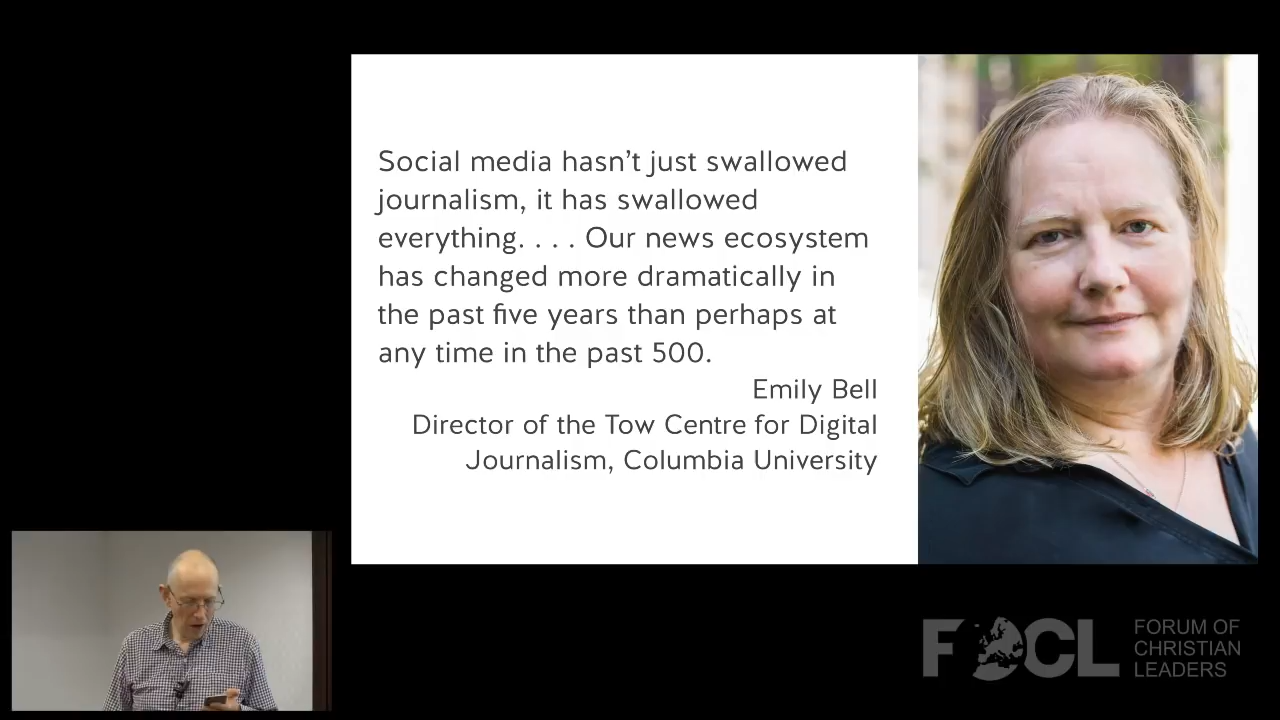 Social media hasn’t just swallowed
journalism, it has swallowed
everything. . . . Our news ecosystem
has changed more dramatically in
the past five years than perhaps at
any time in the past 500.
Emily Bell
Director of the Tow Centre for Digital
Journalism, Columbia University
FOCL
FORUM OF
CHRISTIAN
LEADERS